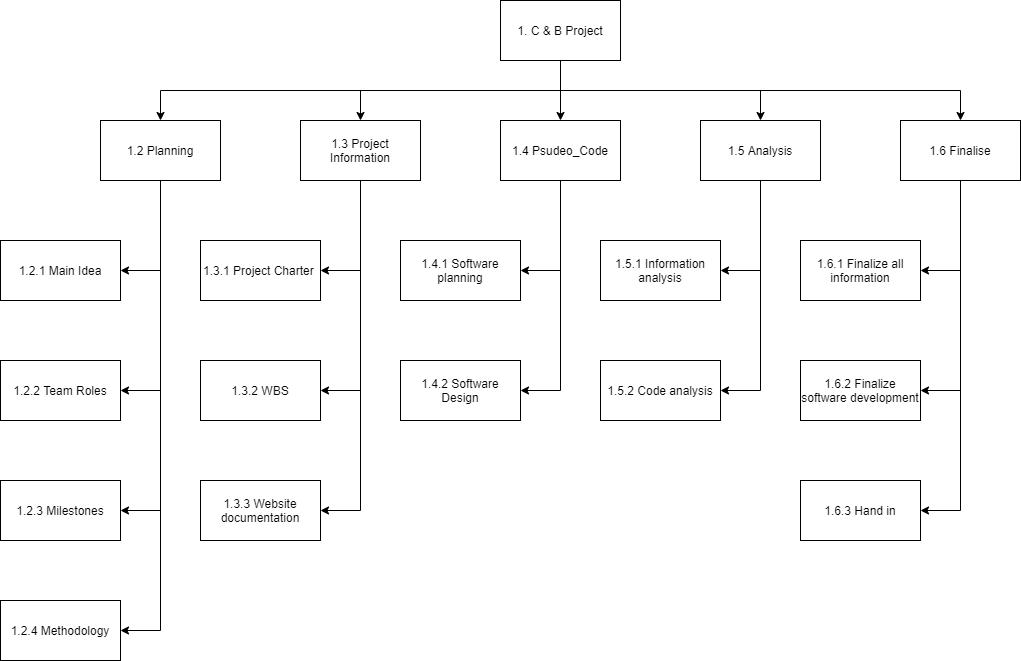 1. C & B Project
1.2 Planning
1.3 Project
Information
1.4 Psudeo_Code
1.5 Analysis
1.6 Finalise
1.2.1 Main Idea
1.3.1 Project Charter
1.4.1 Software
planning
1.5.1 Information
analysis
1.6.1 Finalize all
information
1.2.2 Team Roles
1.3.2 WBS
1.4.2 Software
Design
1.5.2 Code analysis
1.6.2 Finalize
software development
1.2.3 Milestones
1.3.3 Website
documentation
1.6.3 Hand in
1.2.4 Methodology